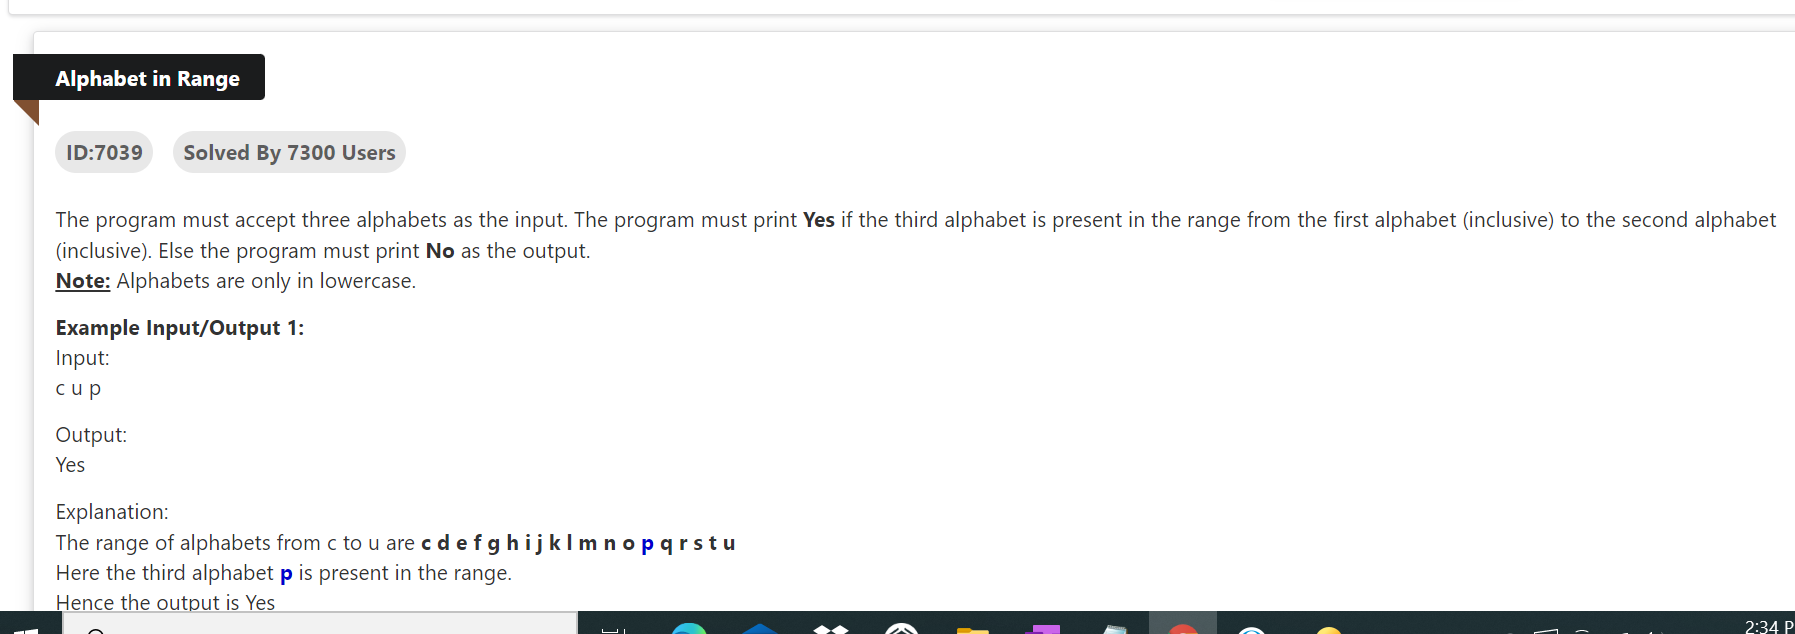 Alphabet in Range
ID:7039 Solved By 7300 Users
The program must accept three alphabets as the input. The program must print Yes if the third alphabet is present in the range from the first alphabet (inclusive) to the second alphabet
(inclusive). Else the program must print No as the output.
Note: Alphabets are only in lowercase.
Example Input/Output 1:
Input:
c u p
Output:
Yes
Explanation:
The range of alphabets from c to u are c d e f g h i j k l m n o p q r s t u
Here the third alphabet p is present in the range.
Hence the output is Yes
2:34 P